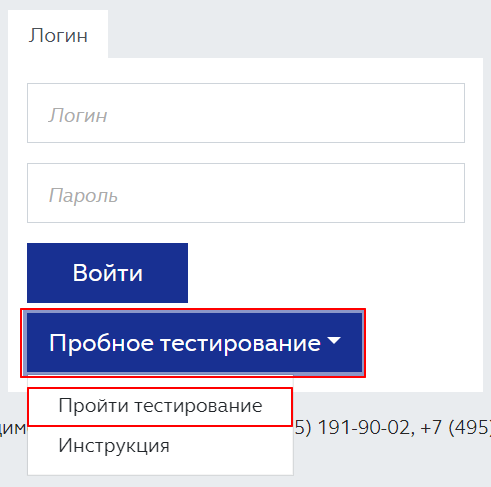 Логин
Логин
Пароль
Войти
Пробное тестирование
Пройти тестирование
5) 191-90-02, +7 (495)
Инструкция